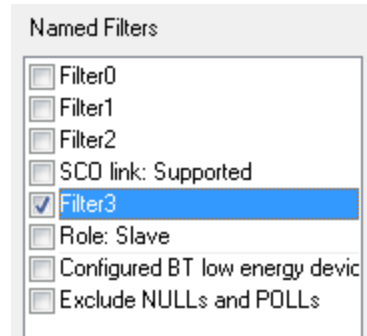 Named Filters
Filter0
Filter1
Filter2
SCO link: Supported
Filter3
Role: Slave
Configured BT low energy devic
Exclude NULLs and POLLs